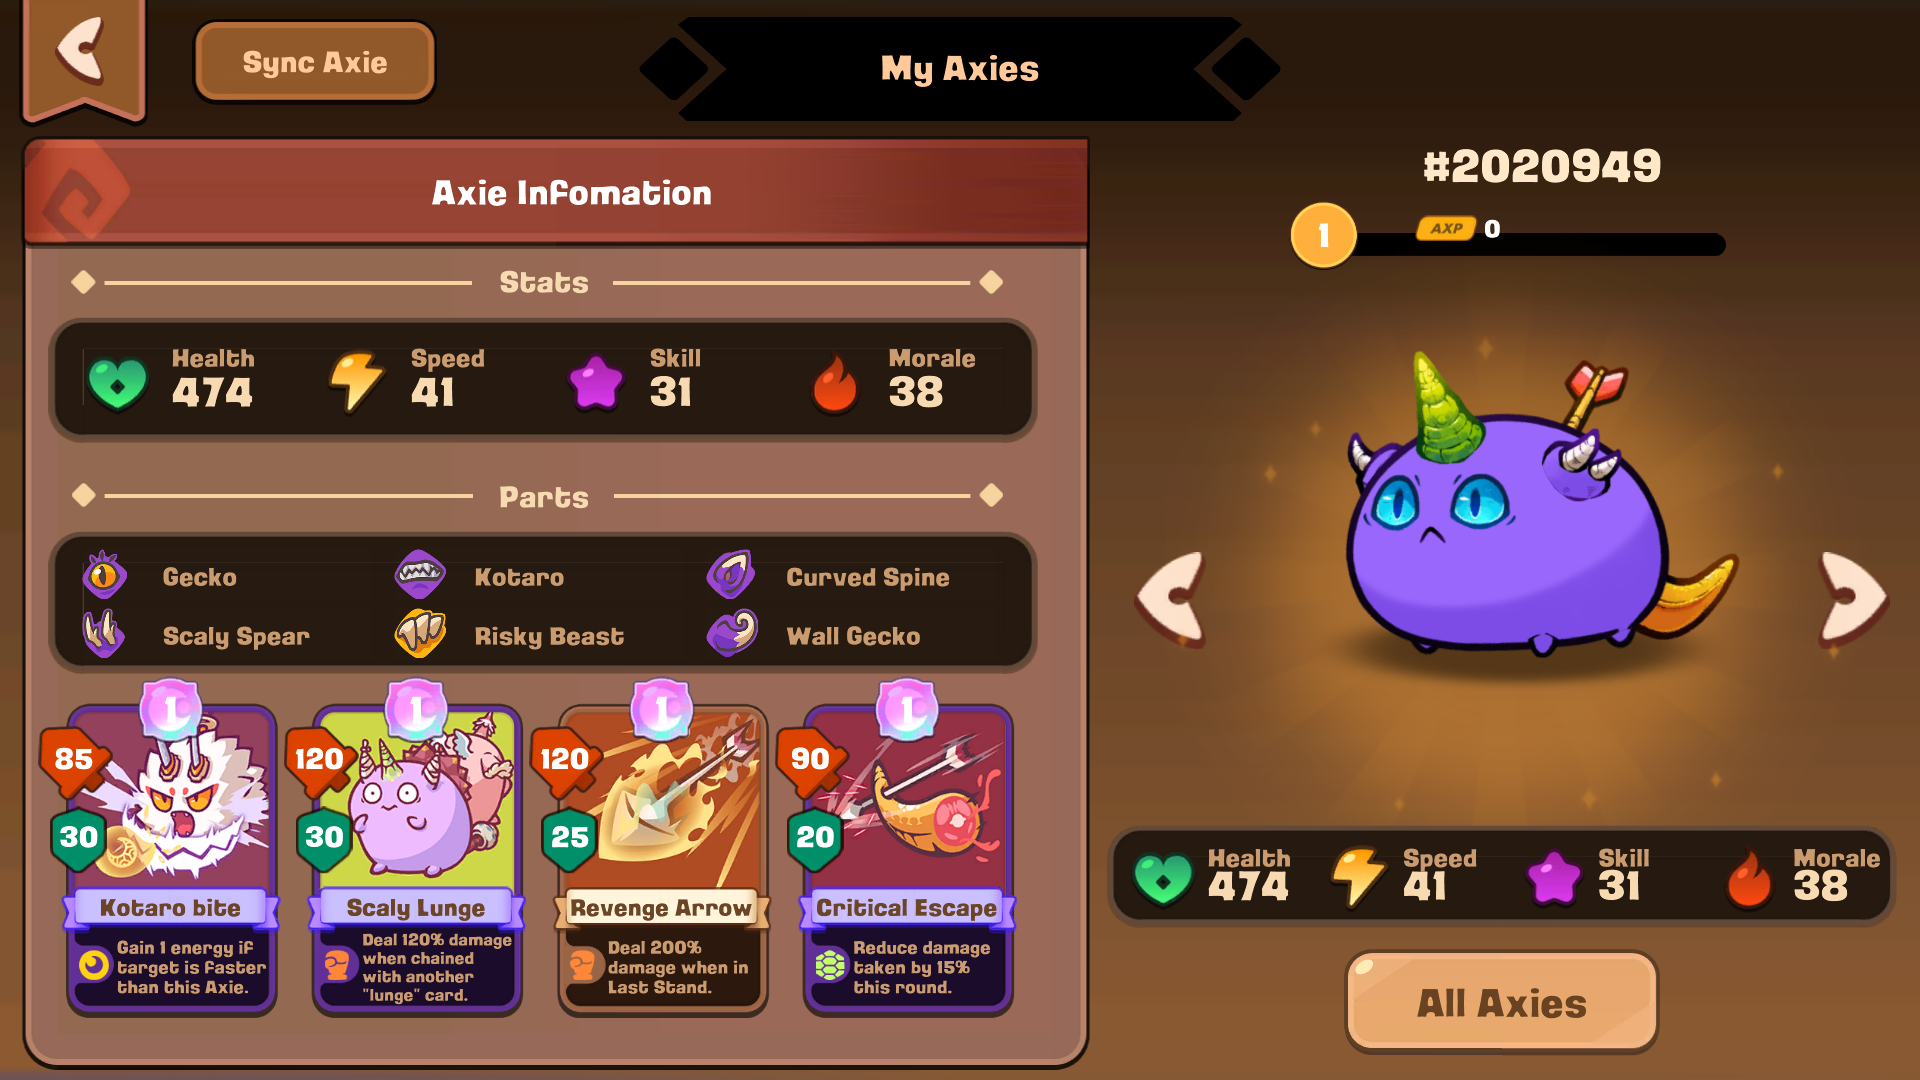 Sync Axie
My Axies
Axie Infomation
Stats
Health
474
Speed
41
Skill
31
Morale
38
Parts
Gecko
Kotaro
Curved Spine
Scaly Spear
Risky Beast
Wall Gecko
1
85
30
Kotaro bite
Gain 1 energy if
target is faster
than this Axie.
1
120
30
Scaly Lunge
Deal 120% damage
when chained
with another
"lunge" card.
1
120
25
Revenge Arrow
Deal 200%
damage when in
Last Stand.
1
90
20
Critical Escape
Reduce damage
taken by 15%
this round.
#2020949
1
AXP 0
Health
474
Speed
41
Skill
31
Morale
38
All Axies